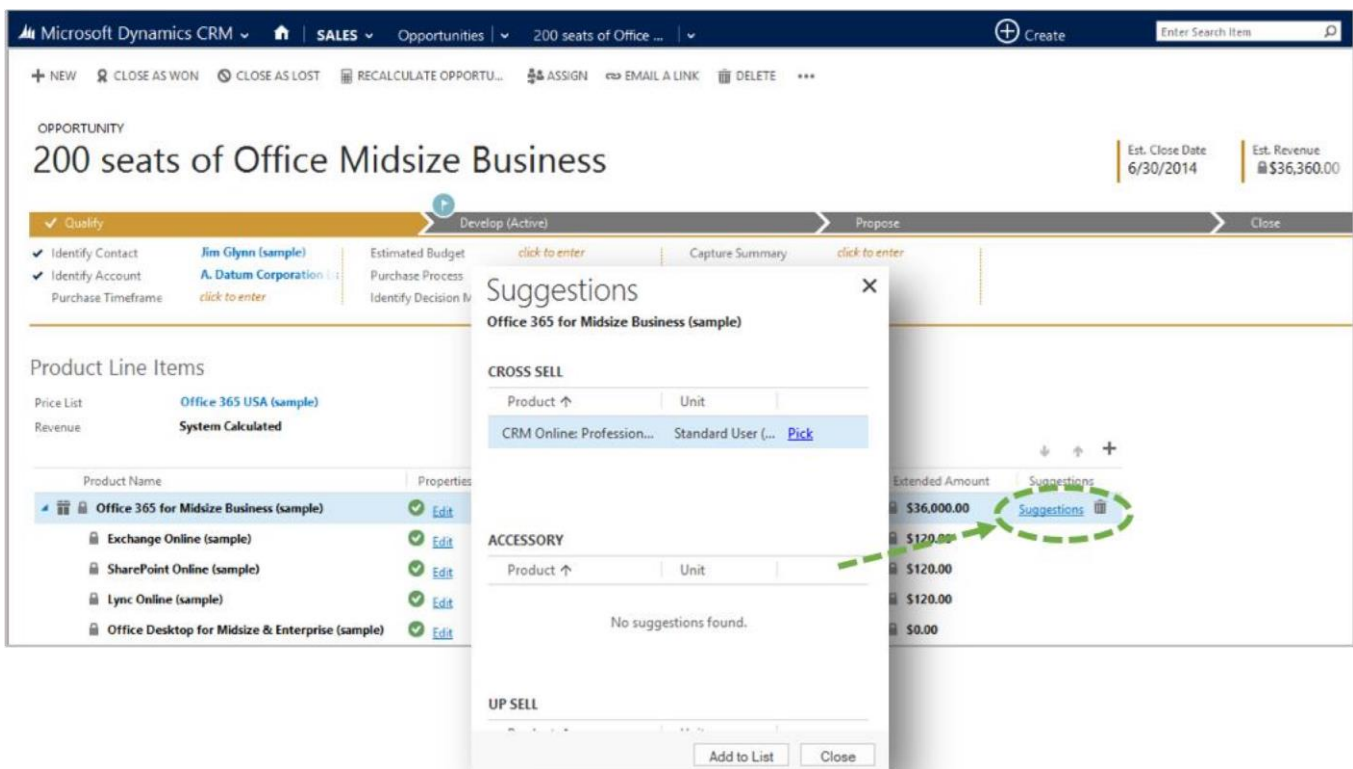 Microsoft Dynamics CRM SALES Opportunities 200 seats of Office ... Create Enter Search Item
NEW CLOSE AS WON CLOSE AS LOST RECALCULATE OPPORTU... ASSIGN EMAIL A LINK DELETE ...
OPPORTUNITY
200 seats of Office Midsize Business
Est. Close Date Est. Revenue
6/30/2014 $36,360.00
Qualify Develop (Active) Propose Close
Identify Contact Jim Glynn (sample) Estimated Budget click to enter Capture Summary click to enter
Identify Account A. Datum Corporation Purchase Process
Purchase Timeframe click to enter Identify Decision M
Suggestions
Office 365 for Midsize Business (sample)
CROSS SELL
Product Unit
CRM Online: Profession... Standard User (... Pick
ACCESSORY
Product Unit
No suggestions found.
UP SELL
Add to List Close
Product Line Items
Price List Office 365 USA (sample)
Revenue System Calculated
Product Name Properties Extended Amount Suggestions
Office 365 for Midsize Business (sample) Edit $36,000.00 Suggestions
Exchange Online (sample) Edit $120.00
SharePoint Online (sample) Edit $120.00
Lync Online (sample) Edit $120.00
Office Desktop for Midsize & Enterprise (sample) Edit $0.00